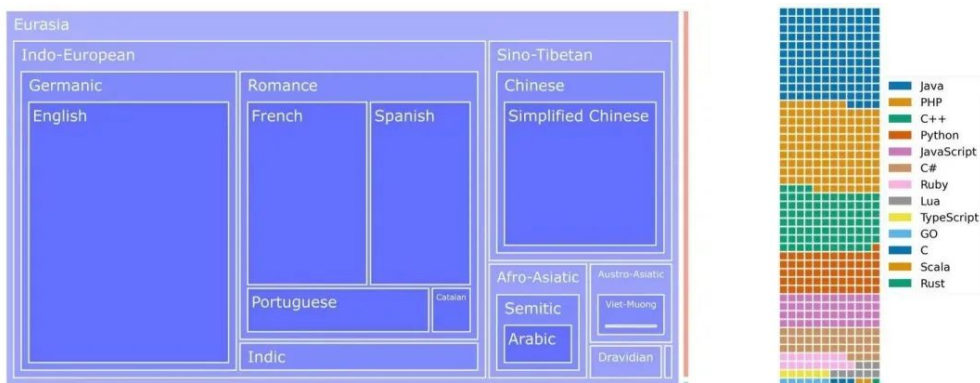 Eurasia
Indo-European
Germanic
English
Romance
French
Spanish
Portuguese
Catalan
Indic
Sino-Tibetan
Chinese
Simplified Chinese
Afro-Asiatic
Semitic
Arabic
Austro-Asiatic
Viet-Muong
Dravidian
Java
PHP
C++
Python
JavaScript
C#
Ruby
Lua
TypeScript
GO
C
Scala
Rust